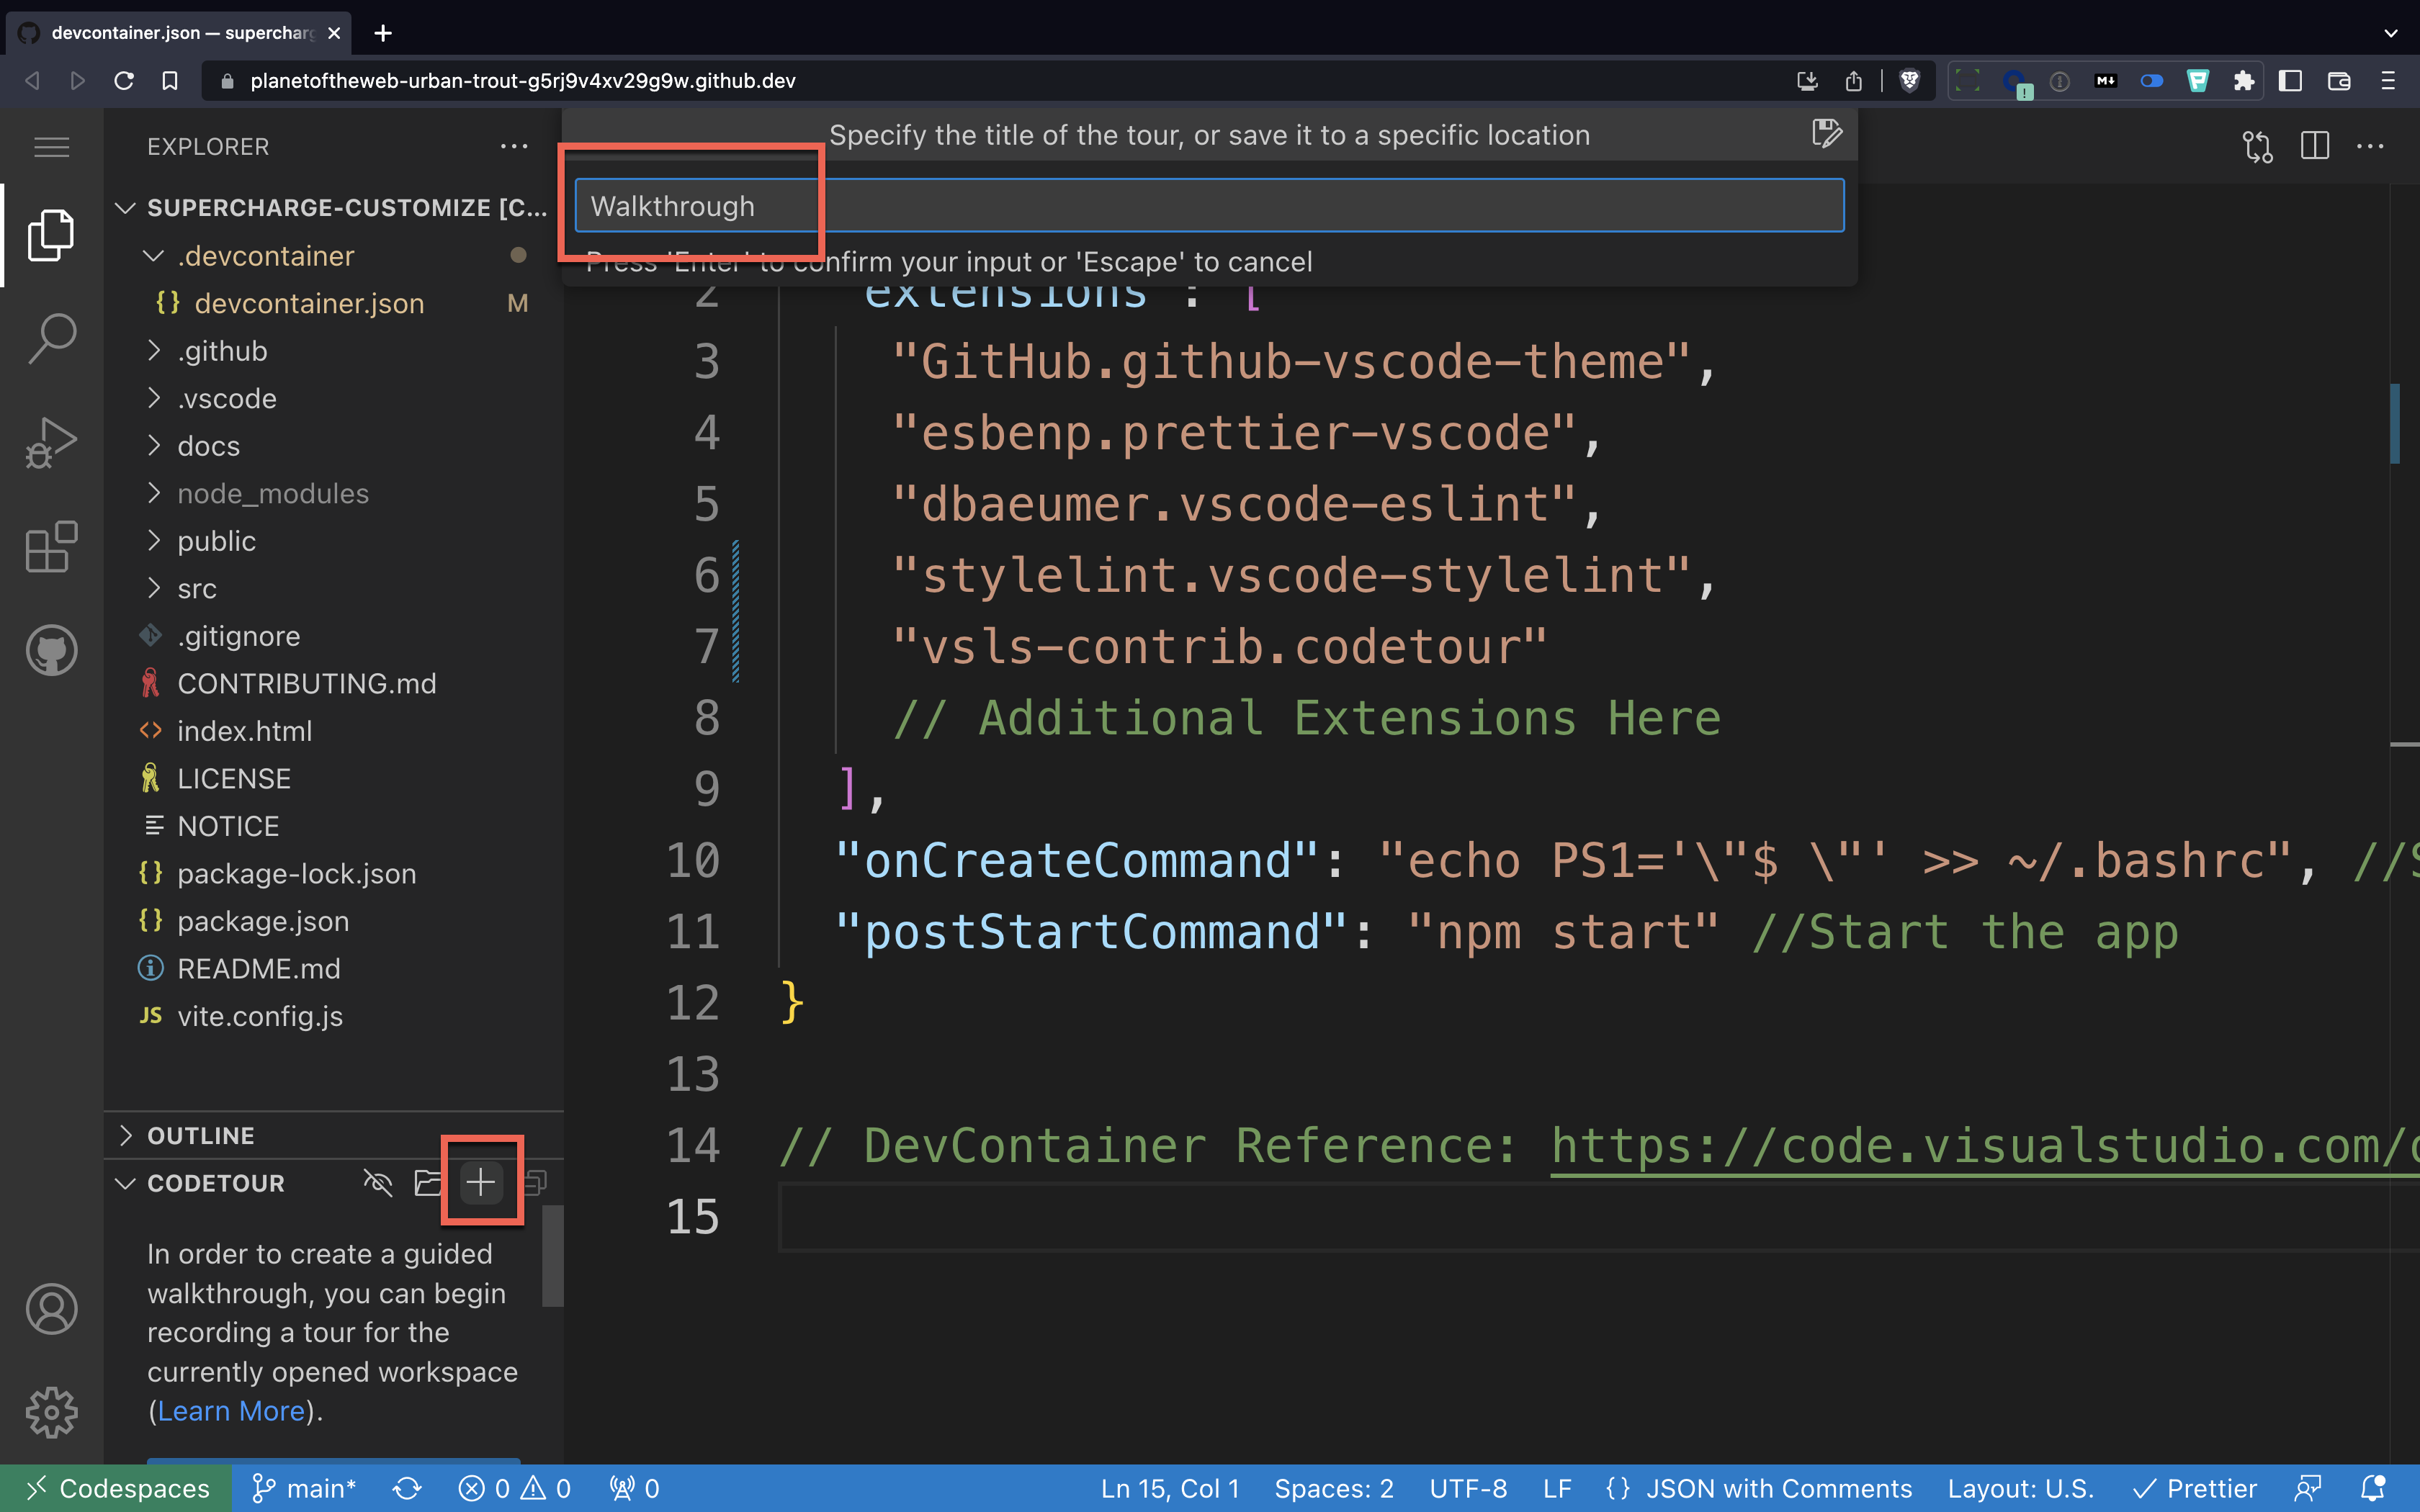 devcontainer.json — supercharg
planetoftheweb-urban-trout-g5rj9v4xv29g9w.github.dev
EXPLORER
Specify the title of the tour, or save it to a specific location
Walkthrough
Press 'Enter' to confirm your input or 'Escape' to cancel
SUPERCHARGE-CUSTOMIZE [C...
.devcontainer
devcontainer.json M
.github
.vscode
docs
node_modules
public
src
.gitignore
CONTRIBUTING.md
index.html
LICENSE
NOTICE
package-lock.json
package.json
README.md
JS vite.config.js
OUTLINE
CODETOUR
In order to create a guided
walkthrough, you can begin
recording a tour for the
currently opened workspace
(Learn More).
2 extensions : [
3 "GitHub.github-vscode-theme",
4 "esbenp.prettier-vscode",
5 "dbaeumer.vscode-eslint",
6 "stylelint.vscode-stylelint",
7 "vsls-contrib.codetour"
8 // Additional Extensions Here
9 ],
10 "onCreateCommand": "echo PS1='\"$ \"' >> ~/.bashrc", //S
11 "postStartCommand": "npm start" //Start the app
12 }
13
14 // DevContainer Reference: https://code.visualstudio.com/d
15
Codespaces main* 0 0 0 Ln 15, Col 1 Spaces: 2 UTF-8 LF {} JSON with Comments Layout: U.S. Prettier